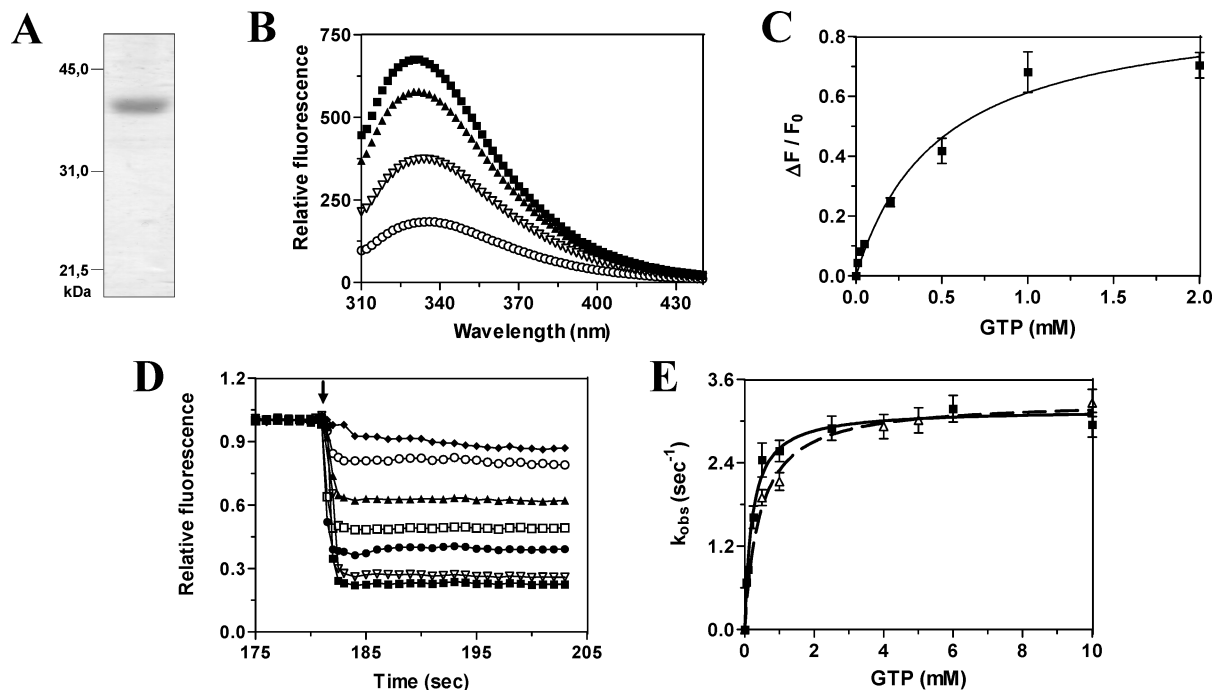 A
45,0
31,0
21,5
kDa
B
Relative fluorescence
750
500
250
0
310 340 370 400 430
Wavelength (nm)
C
ΔF / F0
0.8
0.6
0.4
0.2
0.0
0.0 0.5 1.0 1.5 2.0
GTP (mM)
D
Relative fluorescence
1.2
0.9
0.6
0.3
0.0
175 185 195 205
Time (sec)
E
kobs (sec-1)
3.6
2.4
1.2
0.0
0 2 4 6 8 10
GTP (mM)